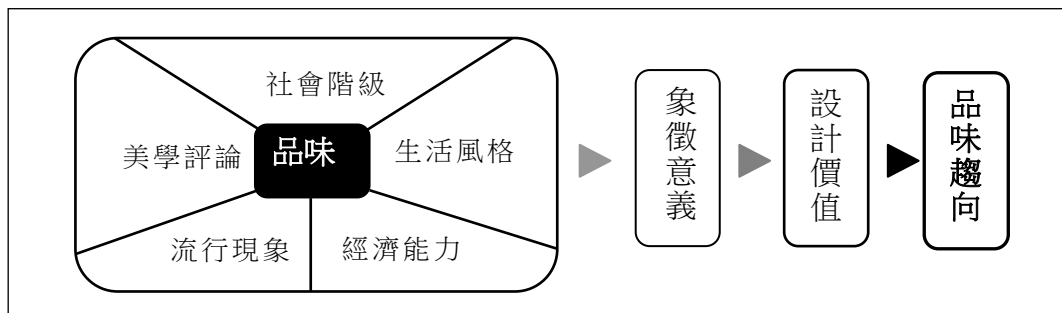 社會階級
美學評論
品味
生活風格
流行現象
經濟能力
象徵意義
設計價值
品味趨向